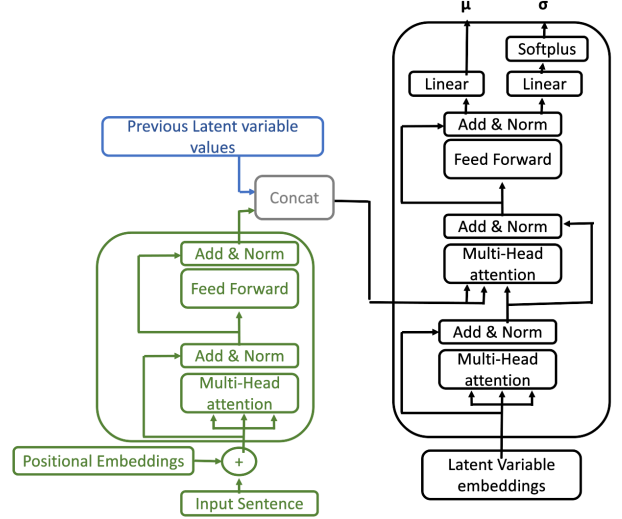 μ
σ
Softplus
Linear
Linear
Add & Norm
Feed Forward
Add & Norm
Multi-Head
attention
Add & Norm
Multi-Head
attention
Latent Variable
embeddings
Previous Latent variable
values
Concat
Add & Norm
Feed Forward
Add & Norm
Multi-Head
attention
Positional Embeddings
+
Input Sentence